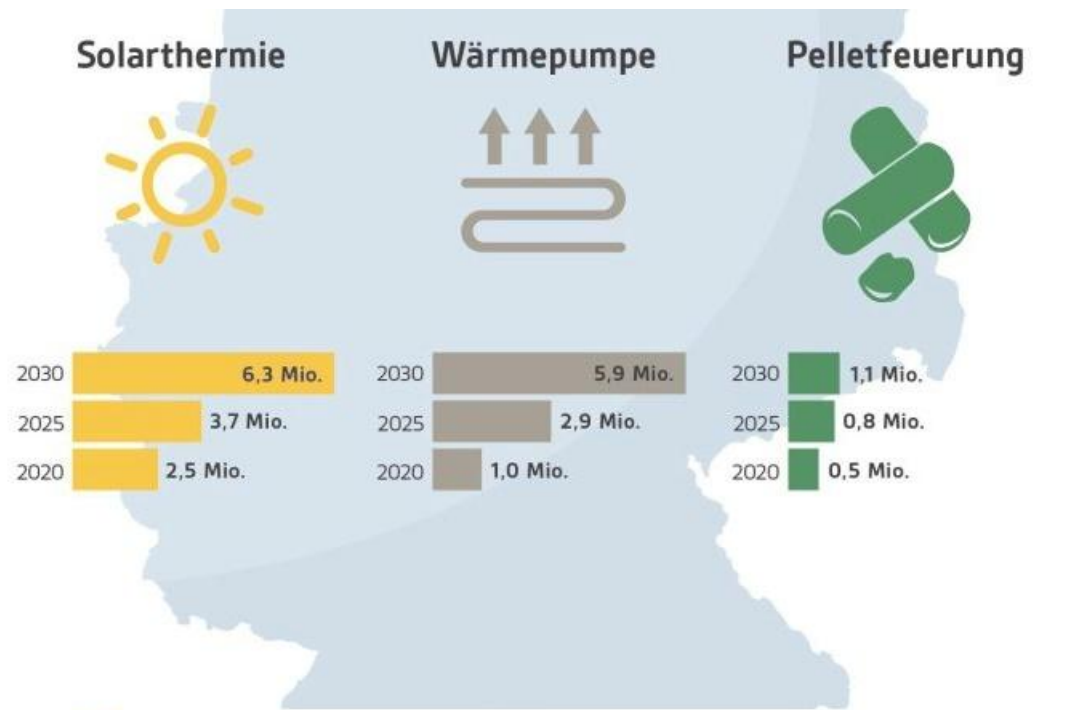 Solarthermie
2030 6,3 Mio.
2025 3,7 Mio.
2020 2,5 Mio.
Wärmepumpe
2030 5,9 Mio.
2025 2,9 Mio.
2020 1,0 Mio.
Pelletfeuerung
2030 1,1 Mio.
2025 0,8 Mio.
2020 0,5 Mio.